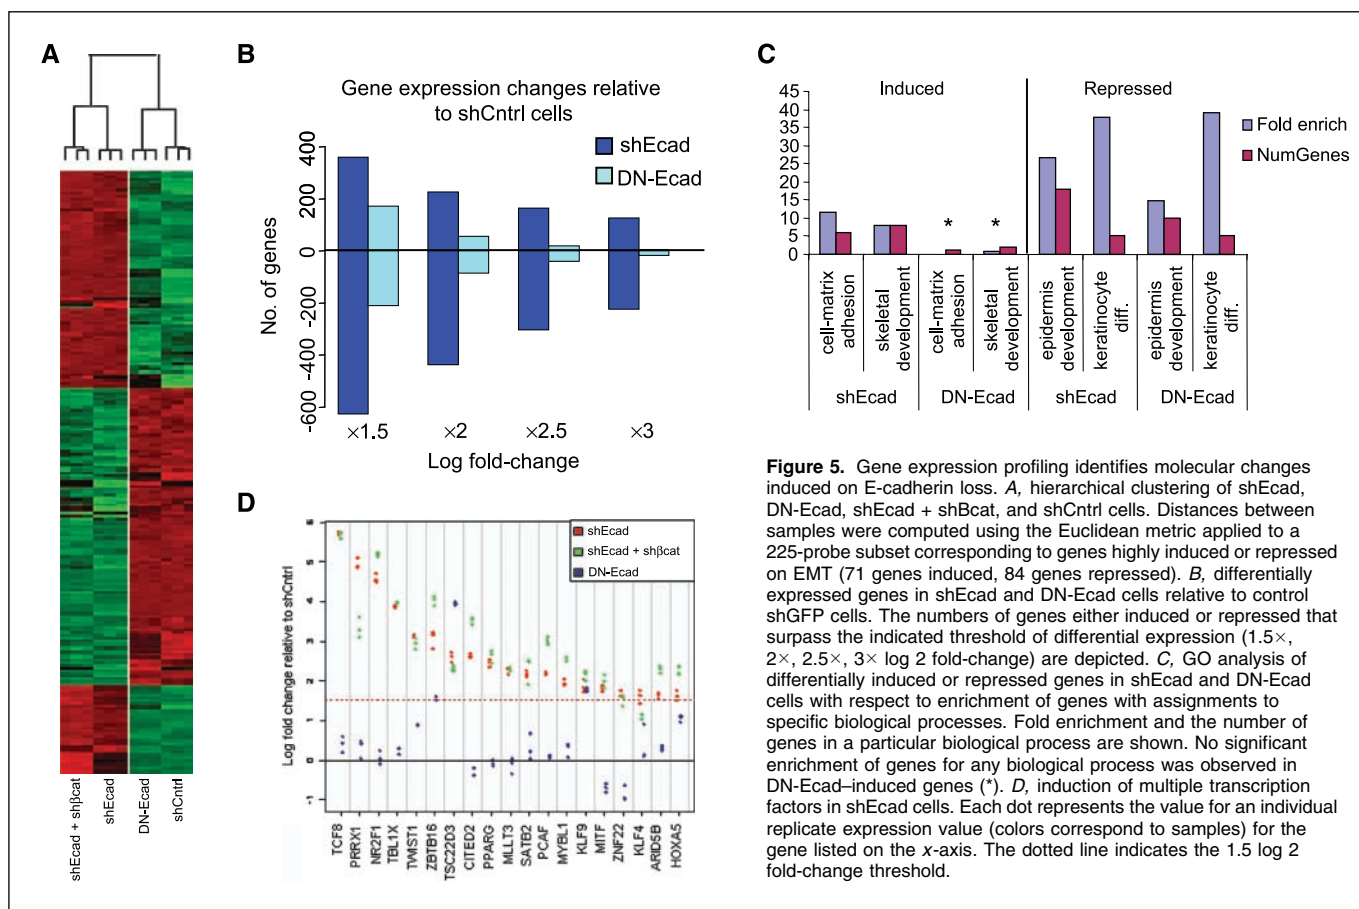 A
shEcad + shβcat
shEcad
DN-Ecad
shCntrl
B
Gene expression changes relative
to shCntrl cells
shEcad
DN-Ecad
No. of genes
400
200
0
-200
-400
-600
×1.5
×2
×2.5
×3
Log fold-change
C
Induced
Repressed
45
40
35
30
25
20
15
10
5
0
Fold enrich
NumGenes
*
*
cell-matrix
adhesion
skeletal
development
cell-matrix
adhesion
skeletal
development
epidermis
development
keratinocyte
diff.
epidermis
development
keratinocyte
diff.
shEcad
DN-Ecad
shEcad
DN-Ecad
D
Log fold change relative to shCntrl
6
5
4
3
2
1
0
-1
shEcad
shEcad + shβcat
DN-Ecad
TCF8
PRRX1
NR2F1
TBL1X
TWIST1
ZBTB16
TSC22D3
CITED2
PPARG
MLLT3
SATB2
PCAF
MYBL1
KLF9
MITF
ZNF22
KLF4
ARID5B
HOXA5
Figure 5. Gene expression profiling identifies molecular changes
induced on E-cadherin loss. A, hierarchical clustering of shEcad,
DN-Ecad, shEcad + shBcat, and shCntrl cells. Distances between
samples were computed using the Euclidean metric applied to a
225-probe subset corresponding to genes highly induced or repressed
on EMT (71 genes induced, 84 genes repressed). B, differentially
expressed genes in shEcad and DN-Ecad cells relative to control
shGFP cells. The numbers of genes either induced or repressed that
surpass the indicated threshold of differential expression (1.5×,
2×, 2.5×, 3× log 2 fold-change) are depicted. C, GO analysis of
differentially induced or repressed genes in shEcad and DN-Ecad
cells with respect to enrichment of genes with assignments to
specific biological processes. Fold enrichment and the number of
genes in a particular biological process are shown. No significant
enrichment of genes for any biological process was observed in
DN-Ecad–induced genes (*). D, induction of multiple transcription
factors in shEcad cells. Each dot represents the value for an individual
replicate expression value (colors correspond to samples) for the
gene listed on the x-axis. The dotted line indicates the 1.5 log 2
fold-change threshold.